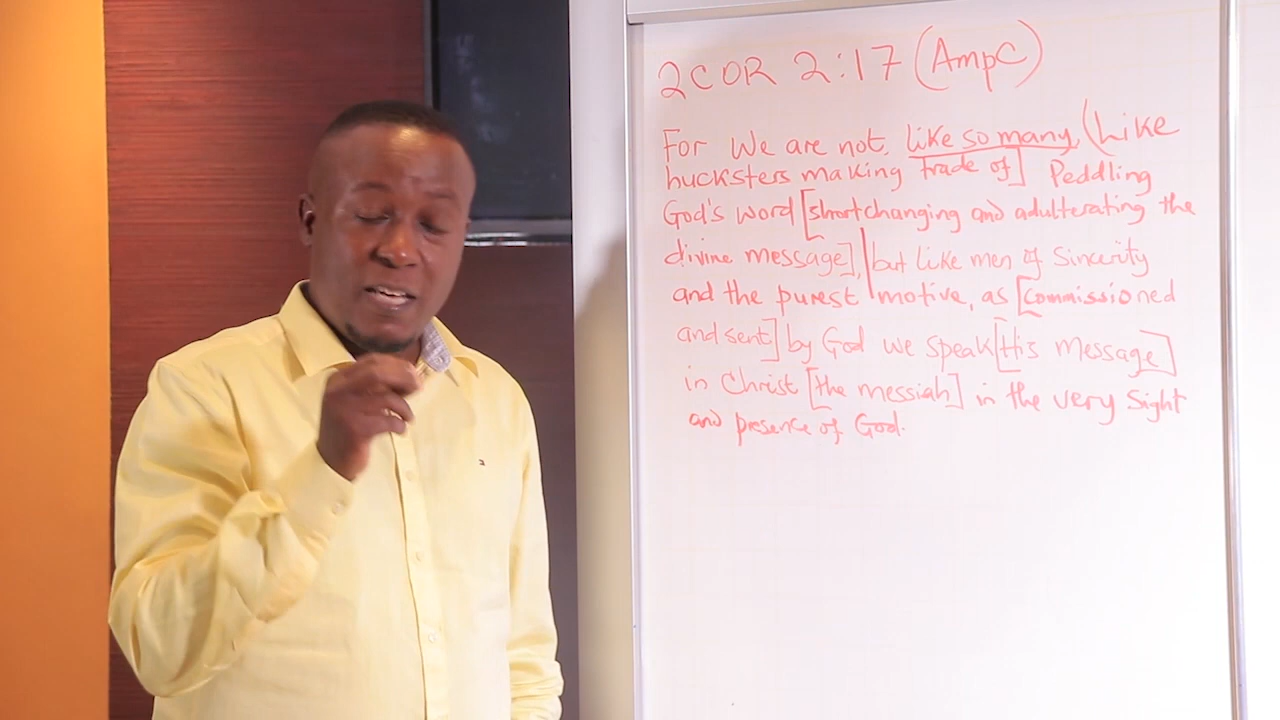 2COR 2:17 (AmpC)
For We are not, like so many, (Like
hucksters making trade of] Peddling
God's word [shortchanging and adulterating the
divine message], but like men of Sincerity
and the purest motive, as [commissioned
and sent] by God we speak [His message]
in Christ [the messiah] in the very Sight
and presence of God.